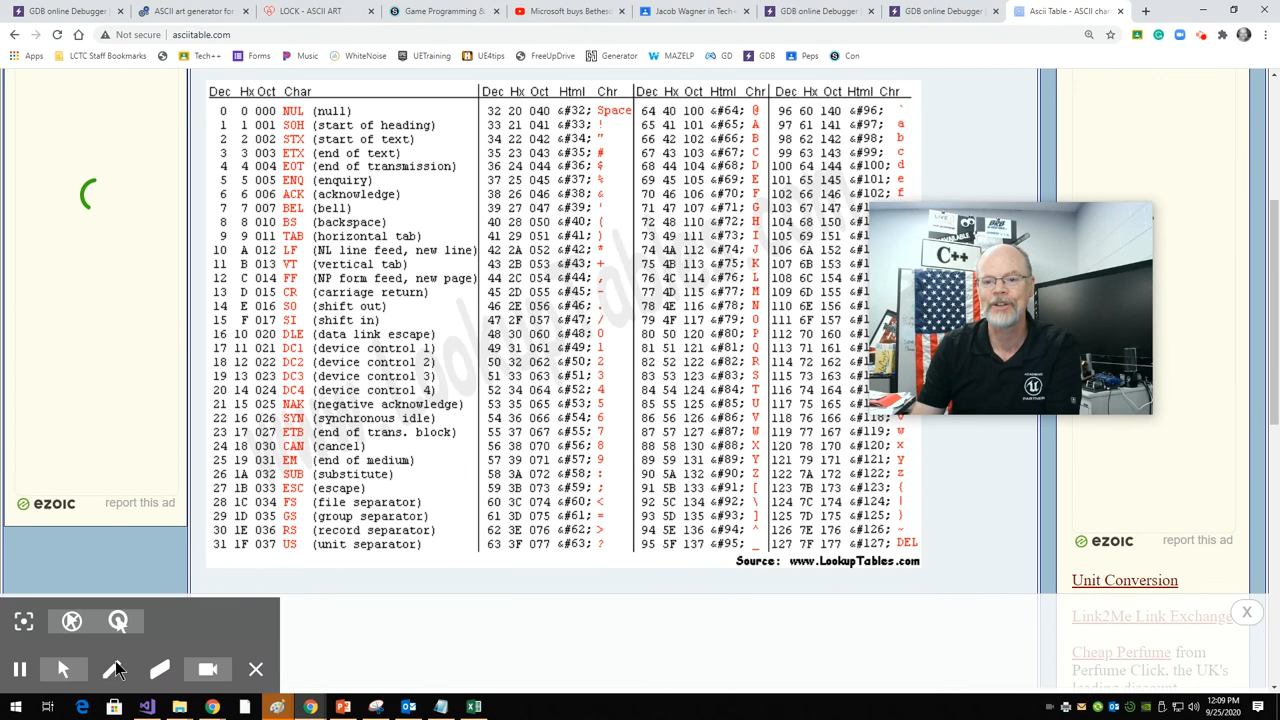 GDB online Debugger
ASCII art generator f
LOCK - ASCII ART
Game Programming &
Microsoft buys Bethes
Jacob Wagner in Tech
GDB online Debugger
GDB online Debugger
Ascii Table - ASCII char
Not secure | asciitable.com
Apps LCTC Staff Bookmarks Tech++ For UE Pandora Music WhiteNoise UETraining UE4tips FreeUpDrive Generator MAZELP GD GDB Peps Con
Dec Hx Oct Char Dec Hx Oct Html Chr Dec Hx Oct Html Chr Dec Hx Oct Html Chr
0 0 000 NUL (null) 32 20 040 &#32; Space 64 40 100 &#64; @ 96 60 140 &#96; `
1 1 001 SOH (start of heading) 33 21 041 &#33; ! 65 41 101 &#65; A 97 61 141 &#97; a
2 2 002 STX (start of text) 34 22 042 &#34; " 66 42 102 &#66; B 98 62 142 &#98; b
3 3 003 ETX (end of text) 35 23 043 &#35; # 67 43 103 &#67; C 99 63 143 &#99; c
4 4 004 EOT (end of transmission) 36 24 044 &#36; $ 68 44 104 &#68; D 100 64 144 &#100; d
5 5 005 ENQ (enquiry) 37 25 045 &#37; % 69 45 105 &#69; E 101 65 145 &#101; e
6 6 006 ACK (acknowledge) 38 26 046 &#38; & 70 46 106 &#70; F 102 66 146 &#102; f
7 7 007 BEL (bell) 39 27 047 &#39; ' 71 47 107 &#71; G 103 67 147 &#1
8 8 010 BS (backspace) 40 28 050 &#40; ( 72 48 110 &#72; H 104 68 150 &#1
9 9 011 TAB (horizontal tab) 41 29 051 &#41; ) 73 49 111 &#73; I 105 69 151 &#1
10 A 012 LF (NL line feed, new line) 42 2A 052 &#42; * 74 4A 112 &#74; J 106 6A 152 &#1
11 B 013 VT (vertical tab) 43 2B 053 &#43; + 75 4B 113 &#75; K 107 6B 153 &#1
12 C 014 FF (NP form feed, new page) 44 2C 054 &#44; , 76 4C 114 &#76; L 108 6C 154 &#1
13 D 015 CR (carriage return) 45 2D 055 &#45; - 77 4D 115 &#77; M 109 6D 155 &#1
14 E 016 SO (shift out) 46 2E 056 &#46; . 78 4E 116 &#78; N 110 6E 156 &#1
15 F 017 SI (shift in) 47 2F 057 &#47; / 79 4F 117 &#79; O 111 6F 157 &#1
16 10 020 DLE (data link escape) 48 30 060 &#48; 0 80 50 120 &#80; P 112 70 160 &#1
17 11 021 DC1 (device control 1) 49 31 061 &#49; 1 81 51 121 &#81; Q 113 71 161 &#1
18 12 022 DC2 (device control 2) 50 32 062 &#50; 2 82 52 122 &#82; R 114 72 162 &#1
19 13 023 DC3 (device control 3) 51 33 063 &#51; 3 83 53 123 &#83; S 115 73 163 &#1
20 14 024 DC4 (device control 4) 52 34 064 &#52; 4 84 54 124 &#84; T 116 74 164 &#1
21 15 025 NAK (negative acknowledge) 53 35 065 &#53; 5 85 55 125 &#85; U 117 75 165 &#1
22 16 026 SYN (synchronous idle) 54 36 066 &#54; 6 86 56 126 &#86; V 118 76 166 &#118; v
23 17 027 ETB (end of trans. block) 55 37 067 &#55; 7 87 57 127 &#87; W 119 77 167 &#119; w
24 18 030 CAN (cancel) 56 38 070 &#56; 8 88 58 130 &#88; X 120 78 170 &#120; x
25 19 031 EM (end of medium) 57 39 071 &#57; 9 89 59 131 &#89; Y 121 79 171 &#121; y
26 1A 032 SUB (substitute) 58 3A 072 &#58; : 90 5A 132 &#90; Z 122 7A 172 &#122; z
27 1B 033 ESC (escape) 59 3B 073 &#59; ; 91 5B 133 &#91; [ 123 7B 173 &#123; {
28 1C 034 FS (file separator) 60 3C 074 &#60; < 92 5C 134 &#92; \ 124 7C 174 &#124; |
29 1D 035 GS (group separator) 61 3D 075 &#61; = 93 5D 135 &#93; ] 125 7D 175 &#125; }
30 1E 036 RS (record separator) 62 3E 076 &#62; > 94 5E 136 &#94; ^ 126 7E 176 &#126; ~
31 1F 037 US (unit separator) 63 3F 077 &#63; ? 95 5F 137 &#95; _ 127 7F 177 &#127; DEL
Source: www.LookupTables.com
LIVE!
C++
ACADEMIC
PARTNER
ezoic report this ad
ezoic report this ad
Unit Conversion
Link2Me Link Exchange
Cheap Perfume from
Perfume Click, the UK's
leading discount
X
12:09 PM
9/25/2020